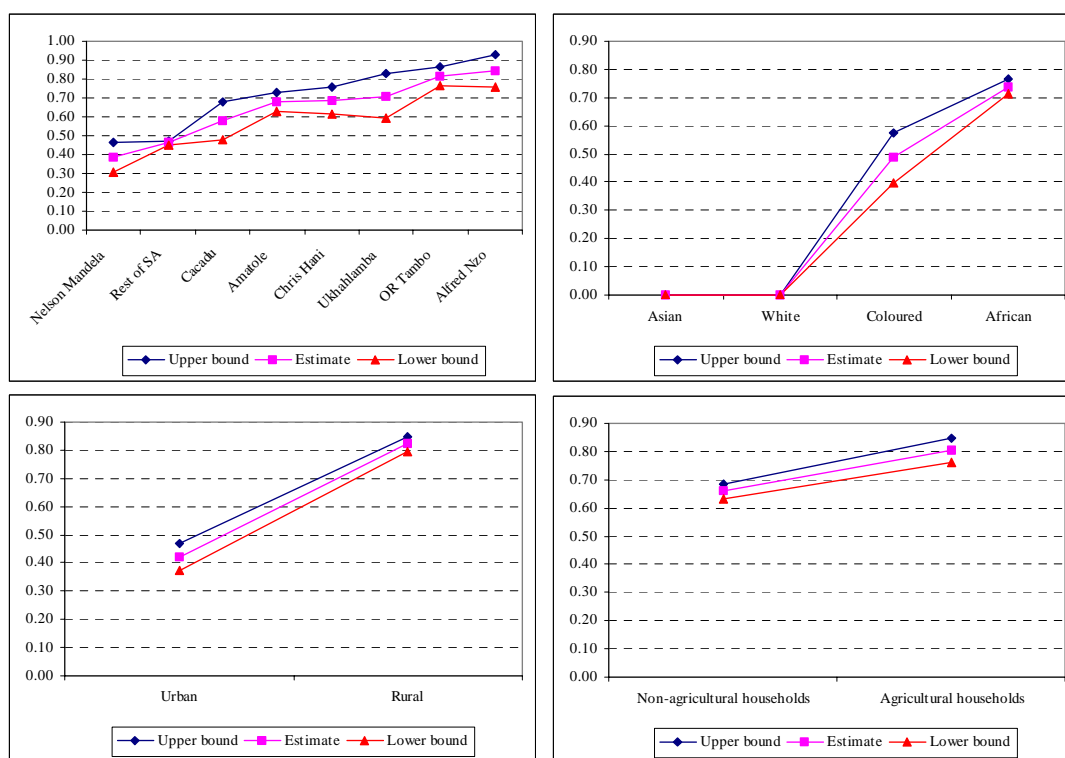 1.00
0.90
0.80
0.70
0.60
0.50
0.40
0.30
0.20
0.10
0.00
Nelson Mandela
Rest of SA
Cacadu
Amatole
Chris Hani
Ukhahlamba
OR Tambo
Alfred Nzo
Upper bound Estimate Lower bound
0.90
0.80
0.70
0.60
0.50
0.40
0.30
0.20
0.10
0.00
Asian White Coloured African
Upper bound Estimate Lower bound
0.90
0.80
0.70
0.60
0.50
0.40
0.30
0.20
0.10
0.00
Urban Rural
Upper bound Estimate Lower bound
0.90
0.80
0.70
0.60
0.50
0.40
0.30
0.20
0.10
0.00
Non-agricultural households Agricultural households
Upper bound Estimate Lower bound